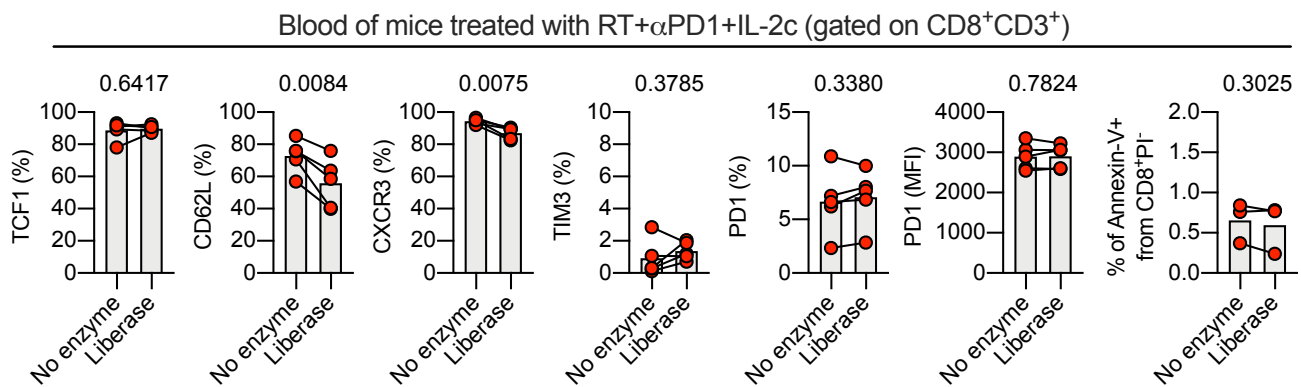 Blood of mice treated with RT+αPD1+IL-2c (gated on CD8⁺CD3⁺)
0.6417
0.0084
0.0075
0.3785
0.3380
0.7824
0.3025
TCF1 (%)
100
80
60
40
20
0
No enzyme
Liberase
CD62L (%)
100
80
60
40
20
0
No enzyme
Liberase
CXCR3 (%)
100
80
60
40
20
0
No enzyme
Liberase
TIM3 (%)
10
8
6
4
2
0
No enzyme
Liberase
PD1 (%)
15
10
5
0
No enzyme
Liberase
PD1 (MFI)
4000
3000
2000
1000
0
No enzyme
Liberase
% of Annexin-V+
from CD8⁺PI⁻
2.0
1.5
1.0
0.5
0.0
No enzyme
Liberase